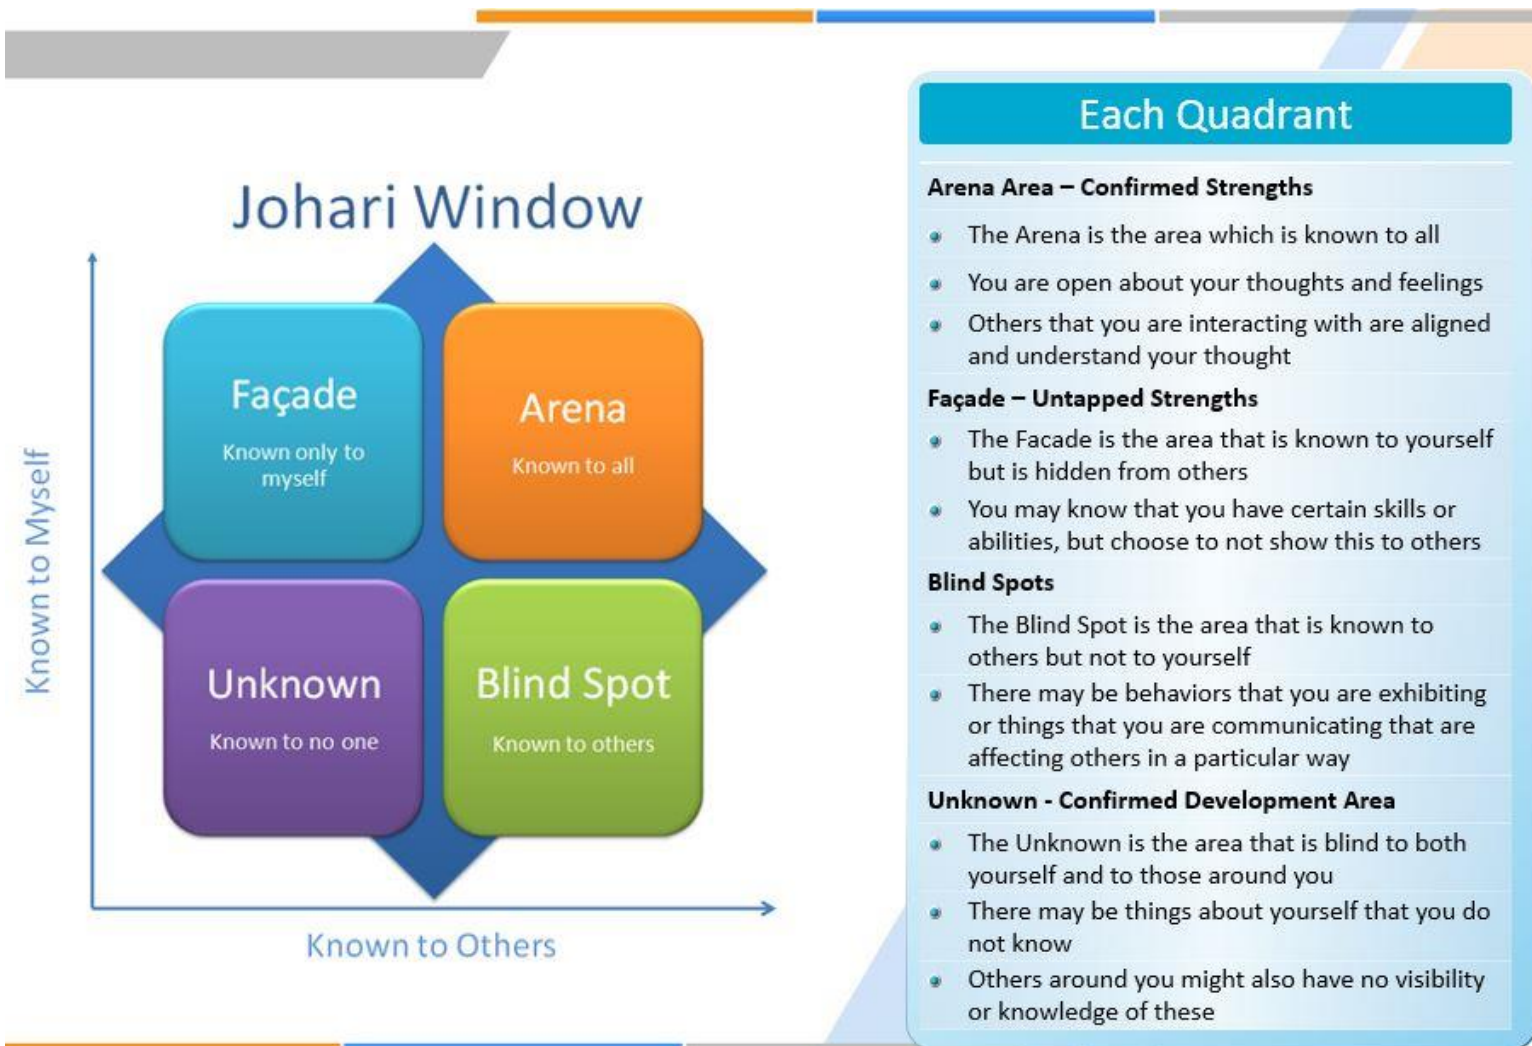 Johari Window
Façade
Known only to
myself
Arena
Known to all
Unknown
Known to no one
Blind Spot
Known to others
Known to Myself
Known to Others
Each Quadrant
Arena Area – Confirmed Strengths
The Arena is the area which is known to all
You are open about your thoughts and feelings
Others that you are interacting with are aligned
and understand your thought
Façade – Untapped Strengths
The Facade is the area that is known to yourself
but is hidden from others
You may know that you have certain skills or
abilities, but choose to not show this to others
Blind Spots
The Blind Spot is the area that is known to
others but not to yourself
There may be behaviors that you are exhibiting
or things that you are communicating that are
affecting others in a particular way
Unknown - Confirmed Development Area
The Unknown is the area that is blind to both
yourself and to those around you
There may be things about yourself that you do
not know
Others around you might also have no visibility
or knowledge of these